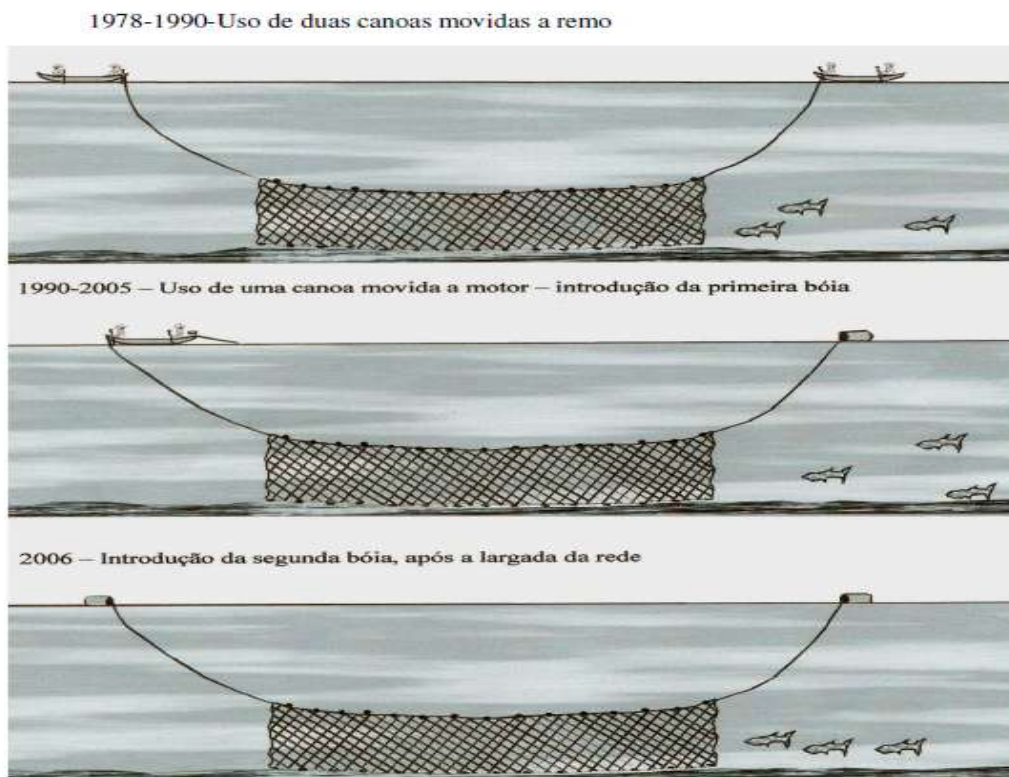 1978-1990-Uso de duas canoas movidas a remo
1990-2005 – Uso de uma canoa movida a motor – introdução da primeira bóia
2006 – Introdução da segunda bóia, após a largada da rede